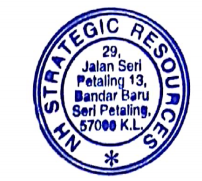 NH STRATEGIC RESOURCES
29,
Jalan Seri
Petaling 13,
Bandar Baru
Seri Petaling,
57000 K.L.
*